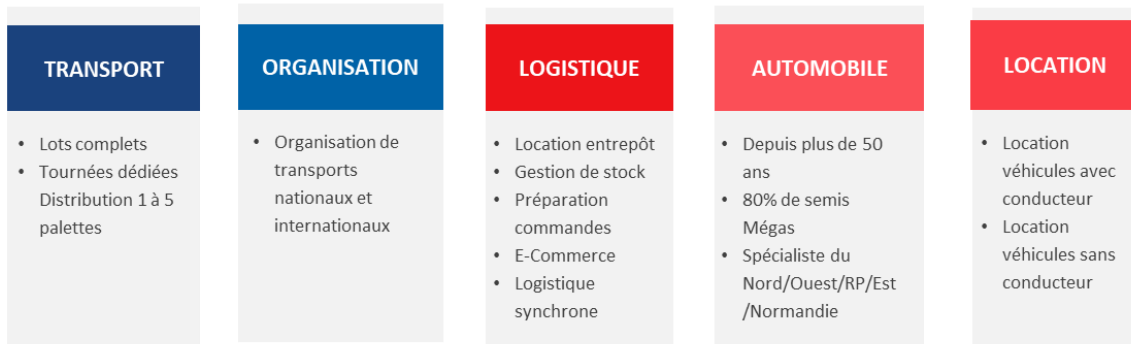 TRANSPORT
• Lots complets
• Tournées dédiées
Distribution 1 à 5
palettes
ORGANISATION
• Organisation de
transports
nationaux et
internationaux
LOGISTIQUE
• Location entrepôt
• Gestion de stock
• Préparation
commandes
• E-Commerce
• Logistique
synchrone
AUTOMOBILE
• Depuis plus de 50
ans
• 80% de semis
Mégas
• Spécialiste du
Nord/Ouest/RP/Est
/Normandie
LOCATION
• Location
véhicules avec
conducteur
• Location
véhicules sans
conducteur